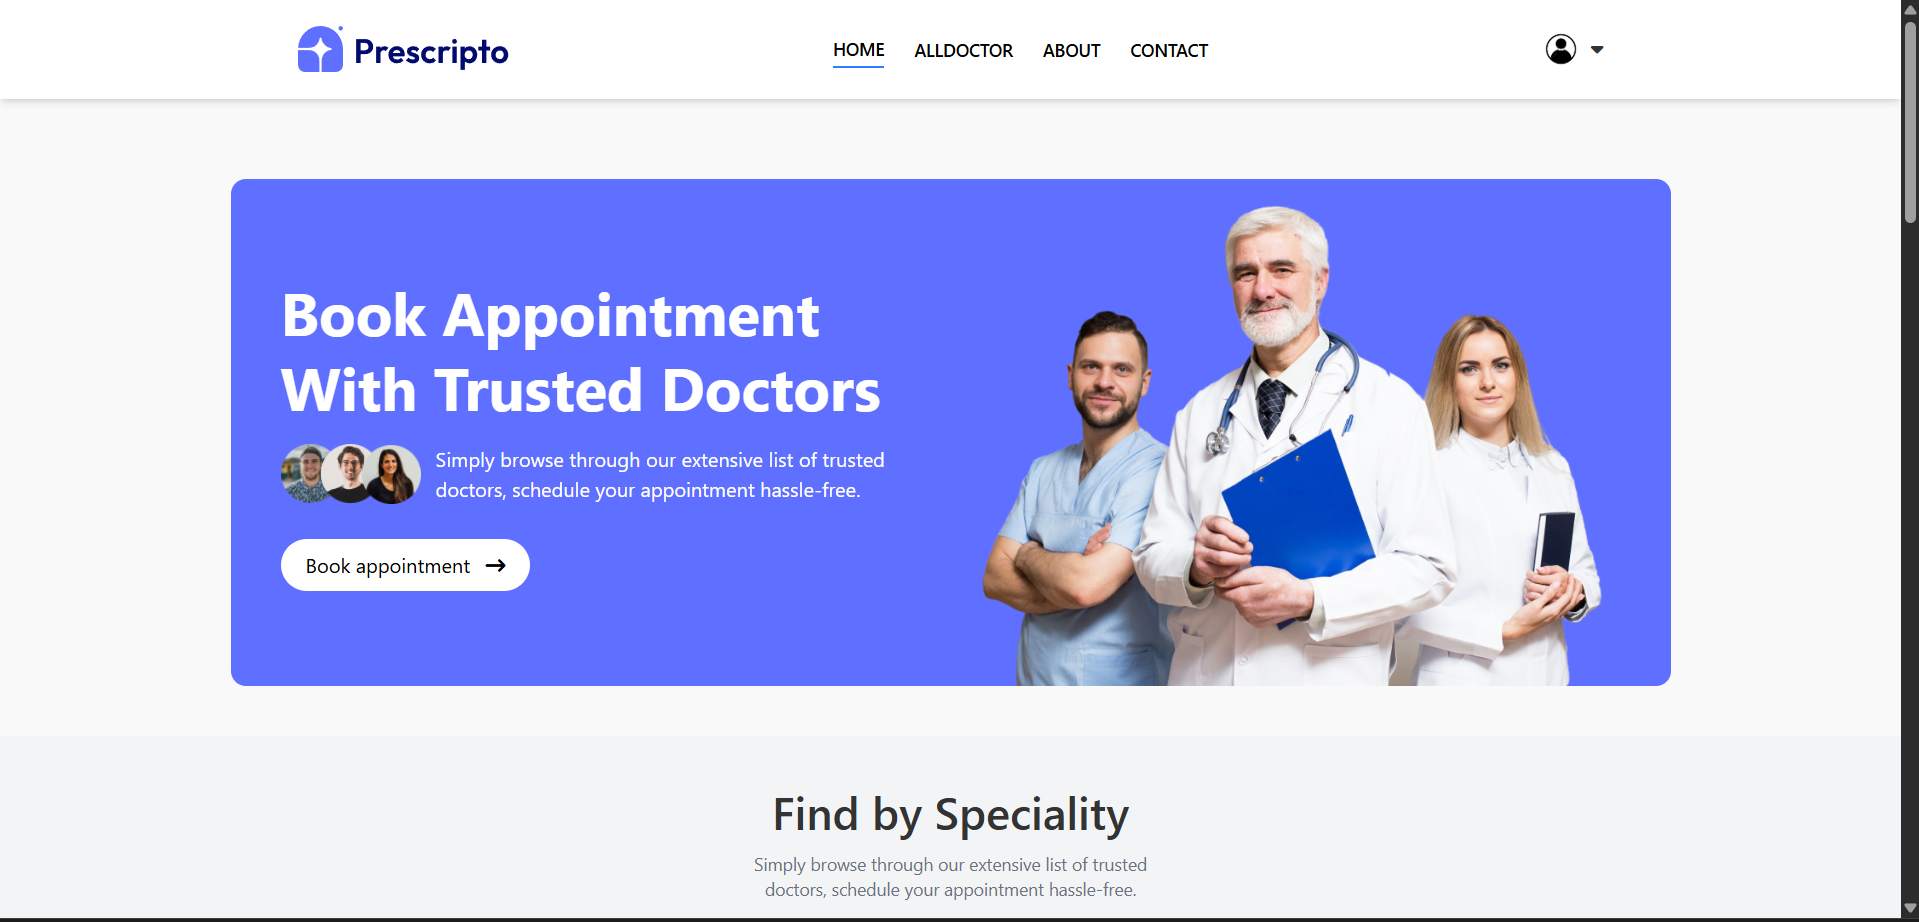 Prescripto
HOME
ALLDOCTOR
ABOUT
CONTACT
Book Appointment
With Trusted Doctors
Simply browse through our extensive list of trusted
doctors, schedule your appointment hassle-free.
Book appointment
Find by Speciality
Simply browse through our extensive list of trusted
doctors, schedule your appointment hassle-free.